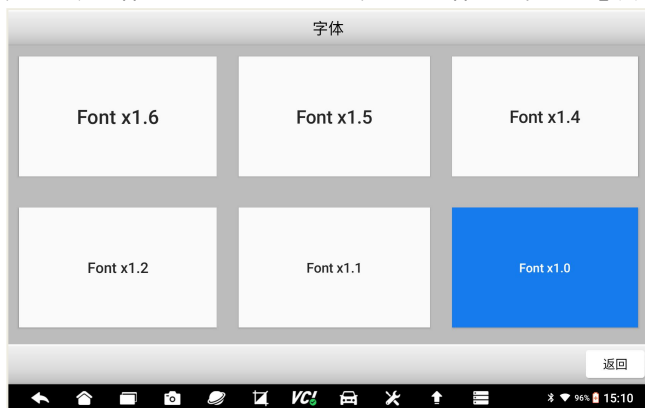 字体
Font x1.6
Font x1.5
Font x1.4
Font x1.2
Font x1.1
Font x1.0
返回
VCI
96%
15:10